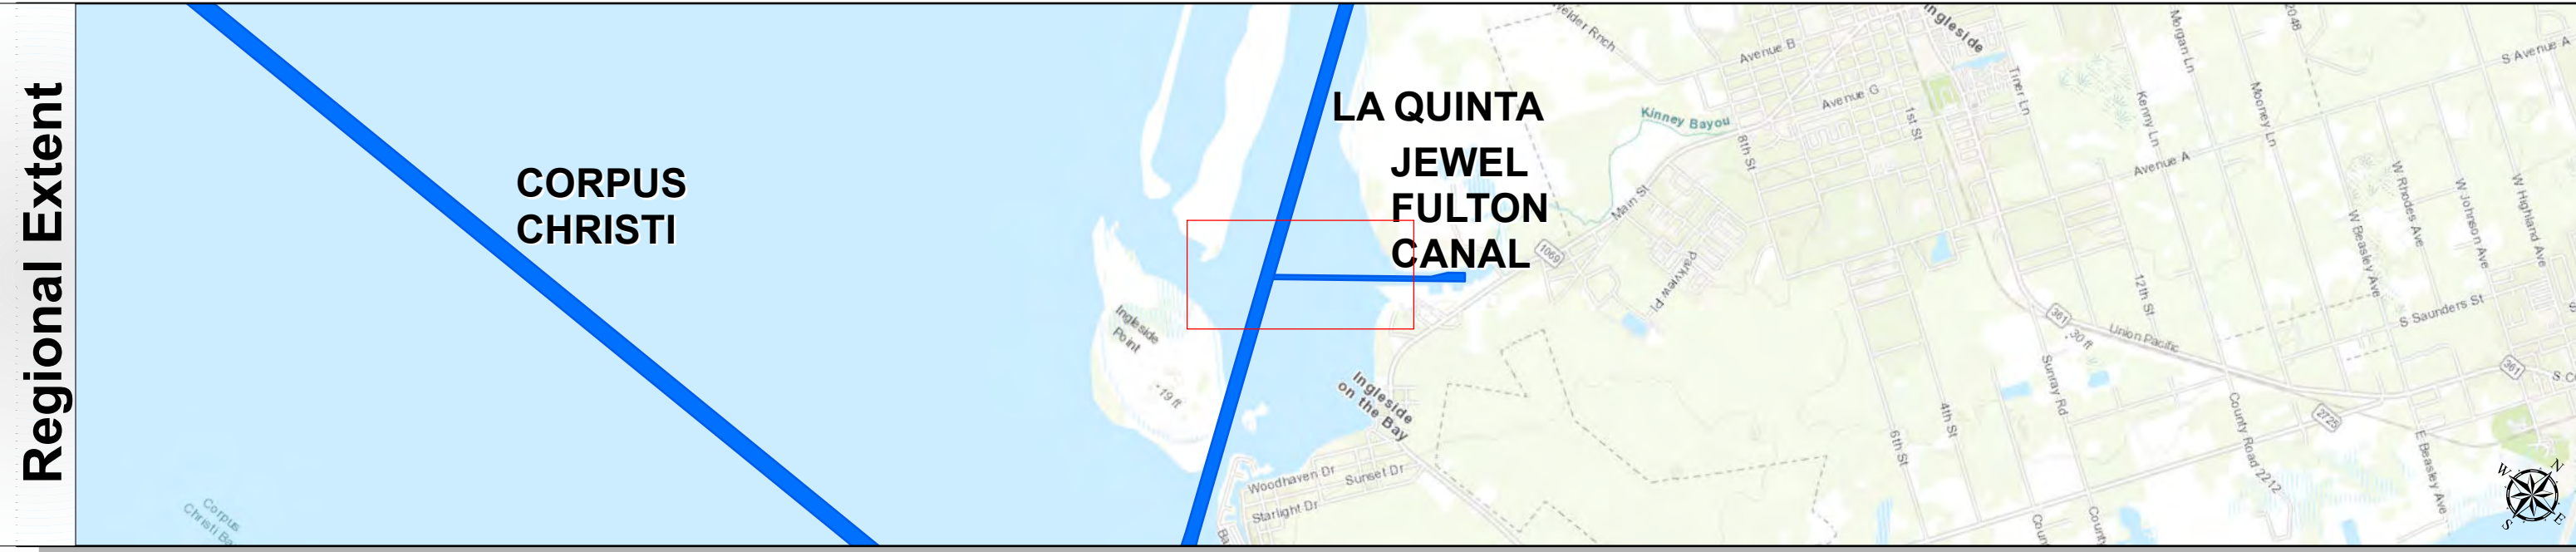 Regional Extent
CORPUS
CHRISTI
LA QUINTA
JEWEL
FULTON
CANAL
Kinney Bayou
Avenue B
Avenue G
Ingleside
Main St
8th St
1st St
Tiner Ln
Morgan Ln
2048
S Avenue A
Kenny Ln
Mooney Ln
Avenue A
1069
Parkview Pl
W Rhodes Ave
W Johnson Ave
W Highland Ave
W Beasley Ave
12th St
S Saunders St
361
30 ft
Union Pacific
361
Ingleside
Point
19 ft
Ingleside
on the Bay
Sunray Rd
4th St
6th St
2725
County Road 2212
E Beasley Ave
Woodhaven Dr
Sunset Dr
Starlight Dr
Corpus
Christi Ba
W
N
S
E